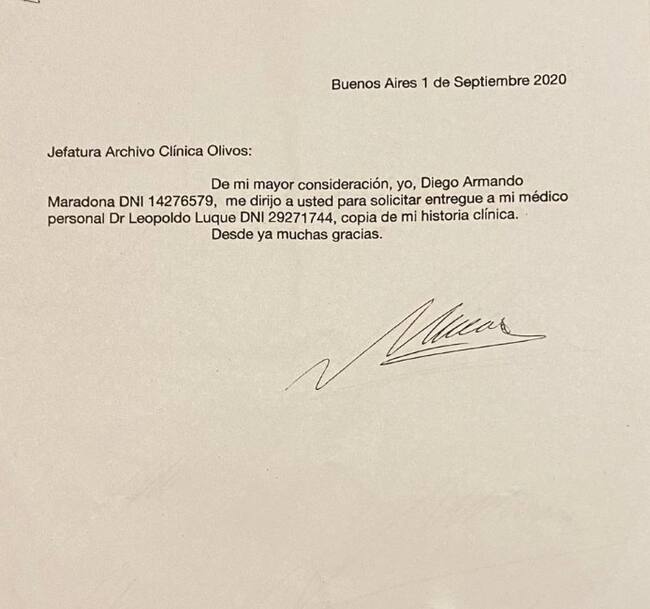 Buenos Aires 1 de Septiembre 2020
Jefatura Archivo Clínica Olivos:
De mi mayor consideración, yo, Diego Armando
Maradona DNI 14276579, me dirijo a usted para solicitar entregue a mi médico
personal Dr Leopoldo Luque DNI 29271744, copia de mi historia clínica.
Desde ya muchas gracias.